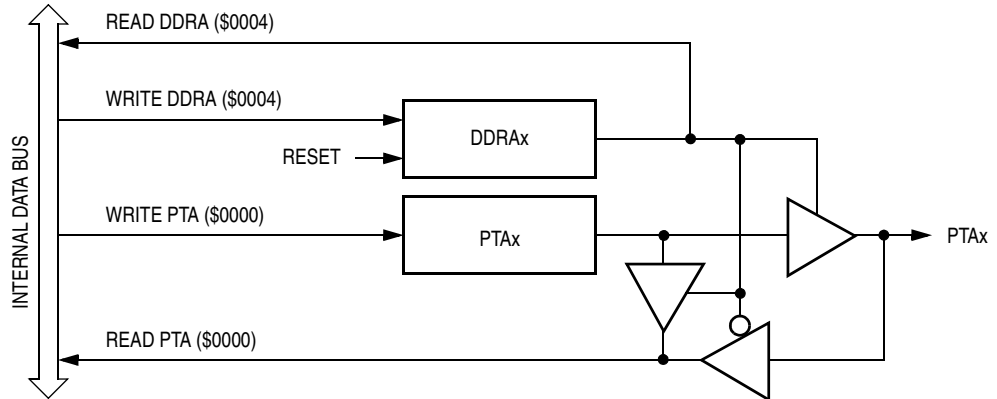 READ DDRA ($0004)
WRITE DDRA ($0004)
DDRAx
RESET
INTERNAL DATA BUS
WRITE PTA ($0000)
PTAx
PTAx
READ PTA ($0000)